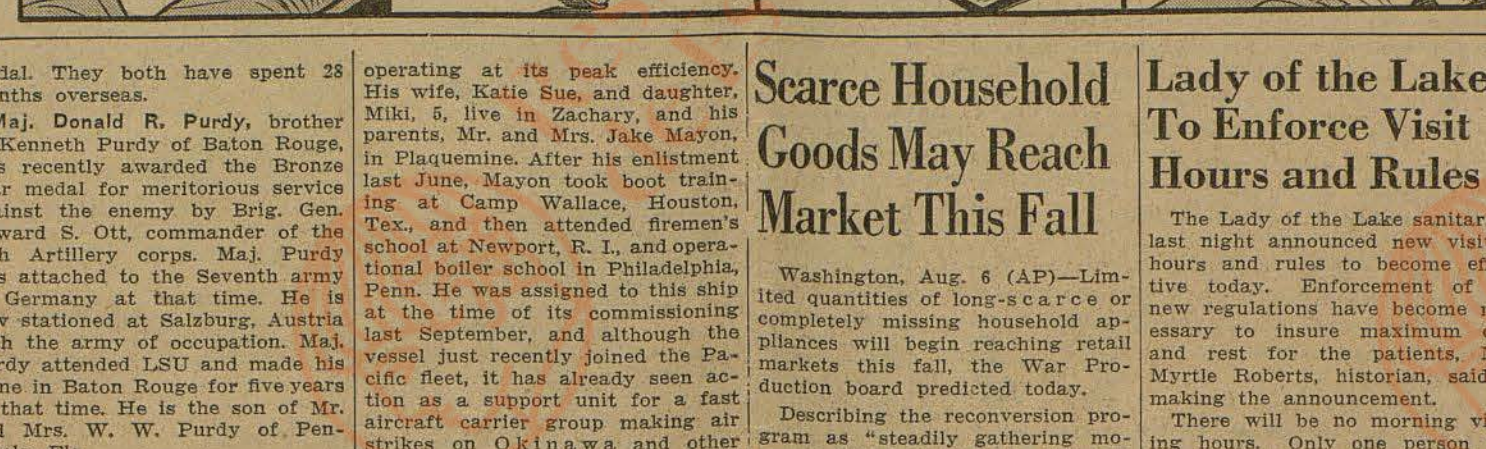 dal. They both have spent 28
nths overseas.
Maj. Donald R. Purdy, brother
Kenneth Purdy of Baton Rouge,
s recently awarded the Bronze
r medal for meritorious service
inst the enemy by Brig. Gen.
ward S. Ott, commander of the
h Artillery corps. Maj. Purdy
s attached to the Seventh army
Germany at that time. He is
w stationed at Salzburg, Austria
h the army of occupation. Maj.
rdy attended LSU and made his
ne in Baton Rouge for five years
that time. He is the son of Mr.
d Mrs. W. W. Purdy of Pen-
operating at its peak efficiency.
His wife, Katie Sue, and daughter,
Miki, 5, live in Zachary, and his
parents, Mr. and Mrs. Jake Mayon,
in Plaquemine. After his enlistment
last June, Mayon took boot train-
ing at Camp Wallace, Houston,
Tex., and then attended firemen's
school at Newport, R. I., and opera-
tional boiler school in Philadelphia,
Penn. He was assigned to this ship
at the time of its commissioning
last September, and although the
vessel just recently joined the Pa-
cific fleet, it has already seen ac-
tion as a support unit for a fast
aircraft carrier group making air
strikes on Okinawa and other
Scarce Household
Goods May Reach
Market This Fall
Washington, Aug. 6 (AP)—Lim-
ited quantities of long-scarce or
completely missing household ap-
pliances will begin reaching retail
markets this fall, the War Pro-
duction board predicted today.
Describing the reconversion pro-
gram as "steadily gathering mo-
Lady of the Lake
To Enforce Visit
Hours and Rules
The Lady of the Lake sanitar
last night announced new visi
hours and rules to become ef
tive today. Enforcement of
new regulations have become
essary to insure maximum
and rest for the patients,
Myrtle Roberts, historian, said
making the announcement.
There will be no morning vi
ing hours. Only one person